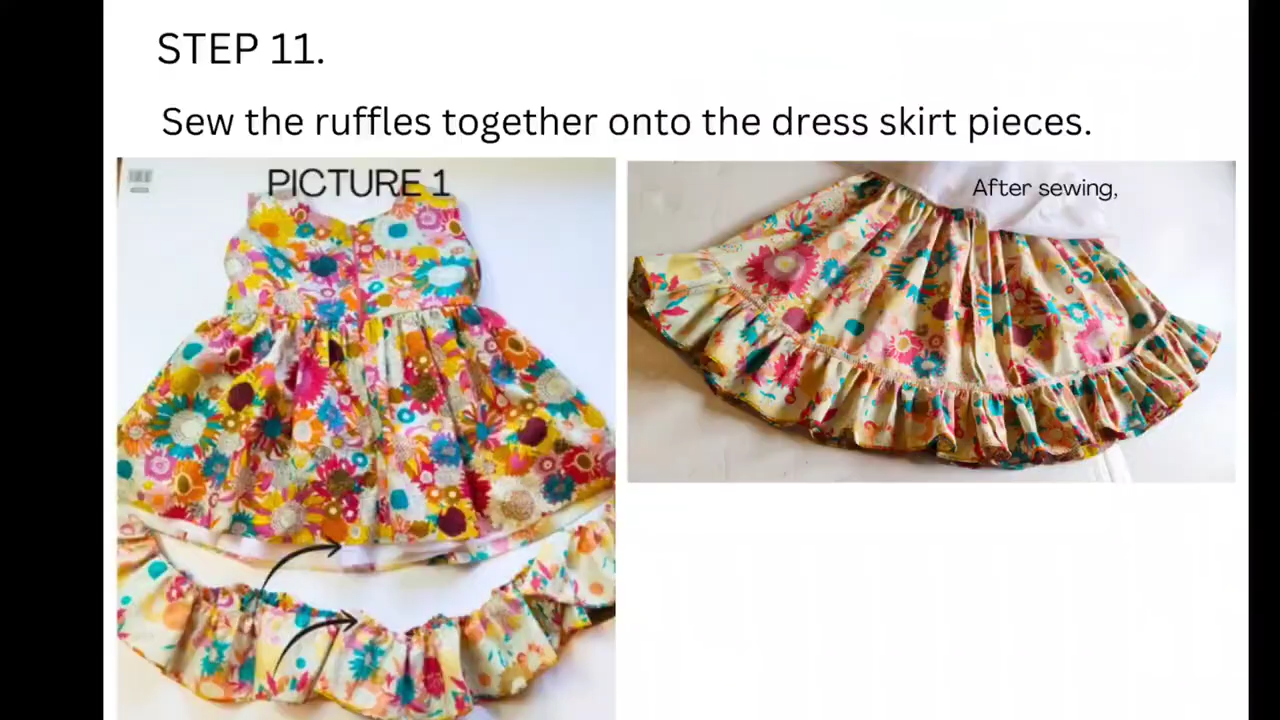 STEP 11.
Sew the ruffles together onto the dress skirt pieces.
PICTURE 1
After sewing,